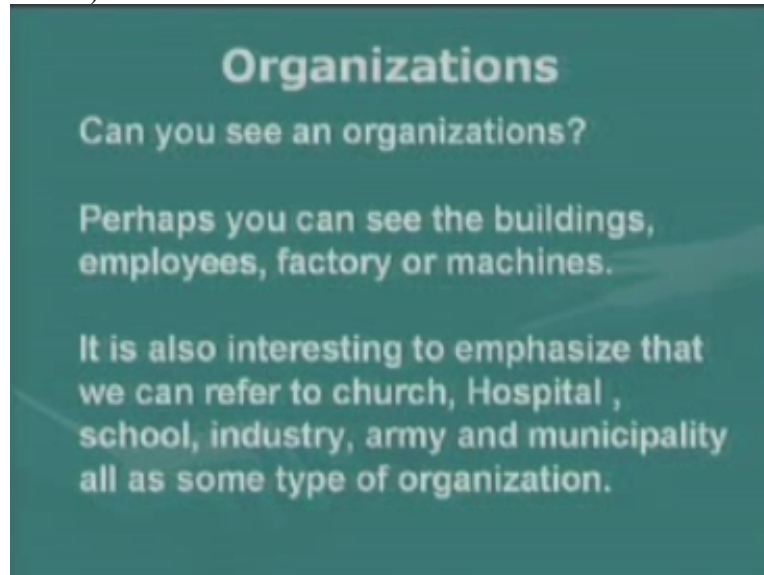 Organizations
Can you see an organizations?
Perhaps you can see the buildings,
employees, factory or machines.
It is also interesting to emphasize that
we can refer to church, Hospital ,
school, industry, army and municipality
all as some type of organization.